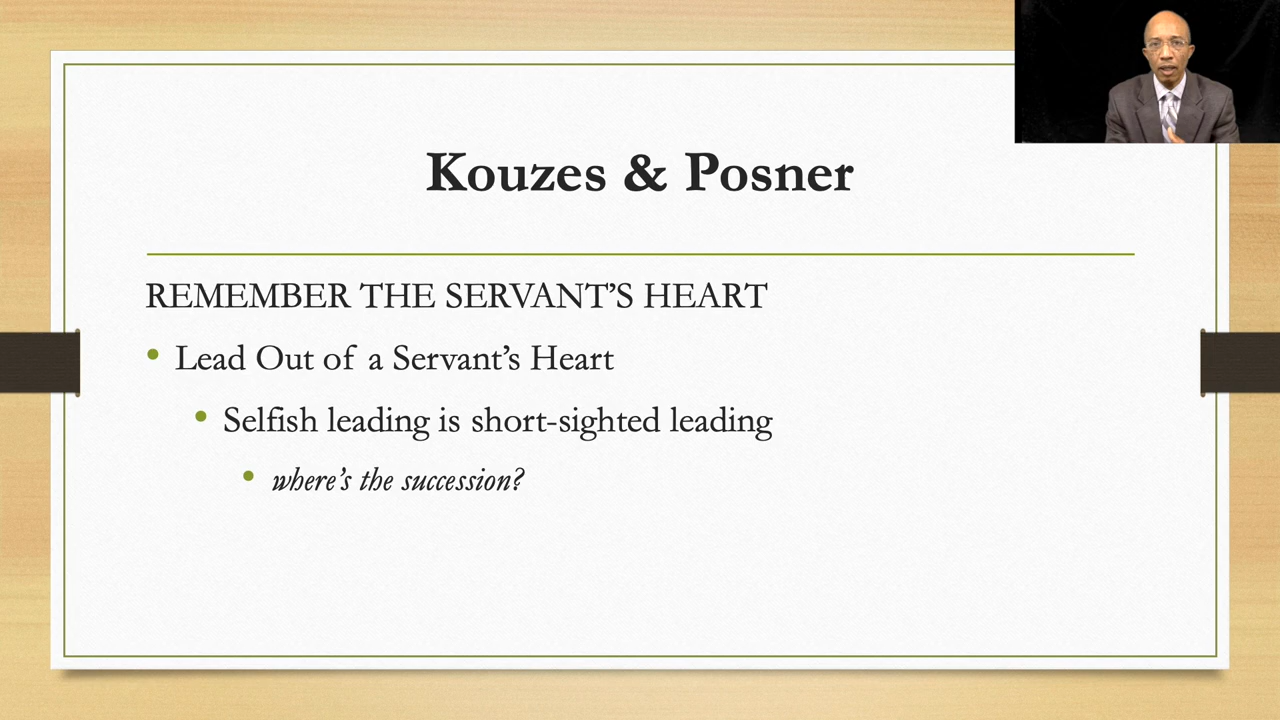 Kouzes & Posner
REMEMBER THE SERVANT’S HEART
• Lead Out of a Servant’s Heart
• Selfish leading is short-sighted leading
• where’s the succession?